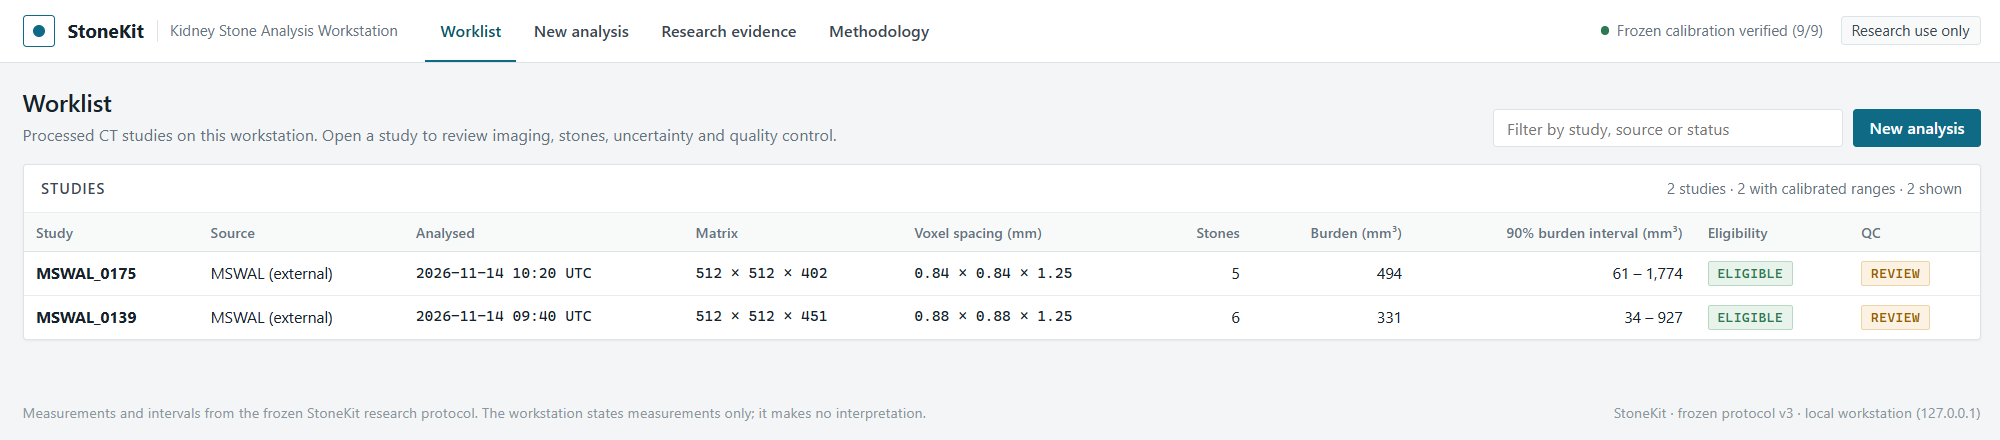 StoneKit Kidney Stone Analysis Workstation Worklist New analysis Research evidence Methodology Frozen calibration verified (9/9) Research use only
Worklist
Processed CT studies on this workstation. Open a study to review imaging, stones, uncertainty and quality control.
Filter by study, source or status New analysis
STUDIES 2 studies · 2 with calibrated ranges · 2 shown
Study Source Analysed Matrix Voxel spacing (mm) Stones Burden (mm³) 90% burden interval (mm³) Eligibility QC
MSWAL_0175 MSWAL (external) 2026-11-14 10:20 UTC 512 × 512 × 402 0.84 × 0.84 × 1.25 5 494 61 – 1,774 ELIGIBLE REVIEW
MSWAL_0139 MSWAL (external) 2026-11-14 09:40 UTC 512 × 512 × 451 0.88 × 0.88 × 1.25 6 331 34 – 927 ELIGIBLE REVIEW
Measurements and intervals from the frozen StoneKit research protocol. The workstation states measurements only; it makes no interpretation. StoneKit · frozen protocol v3 · local workstation (127.0.0.1)